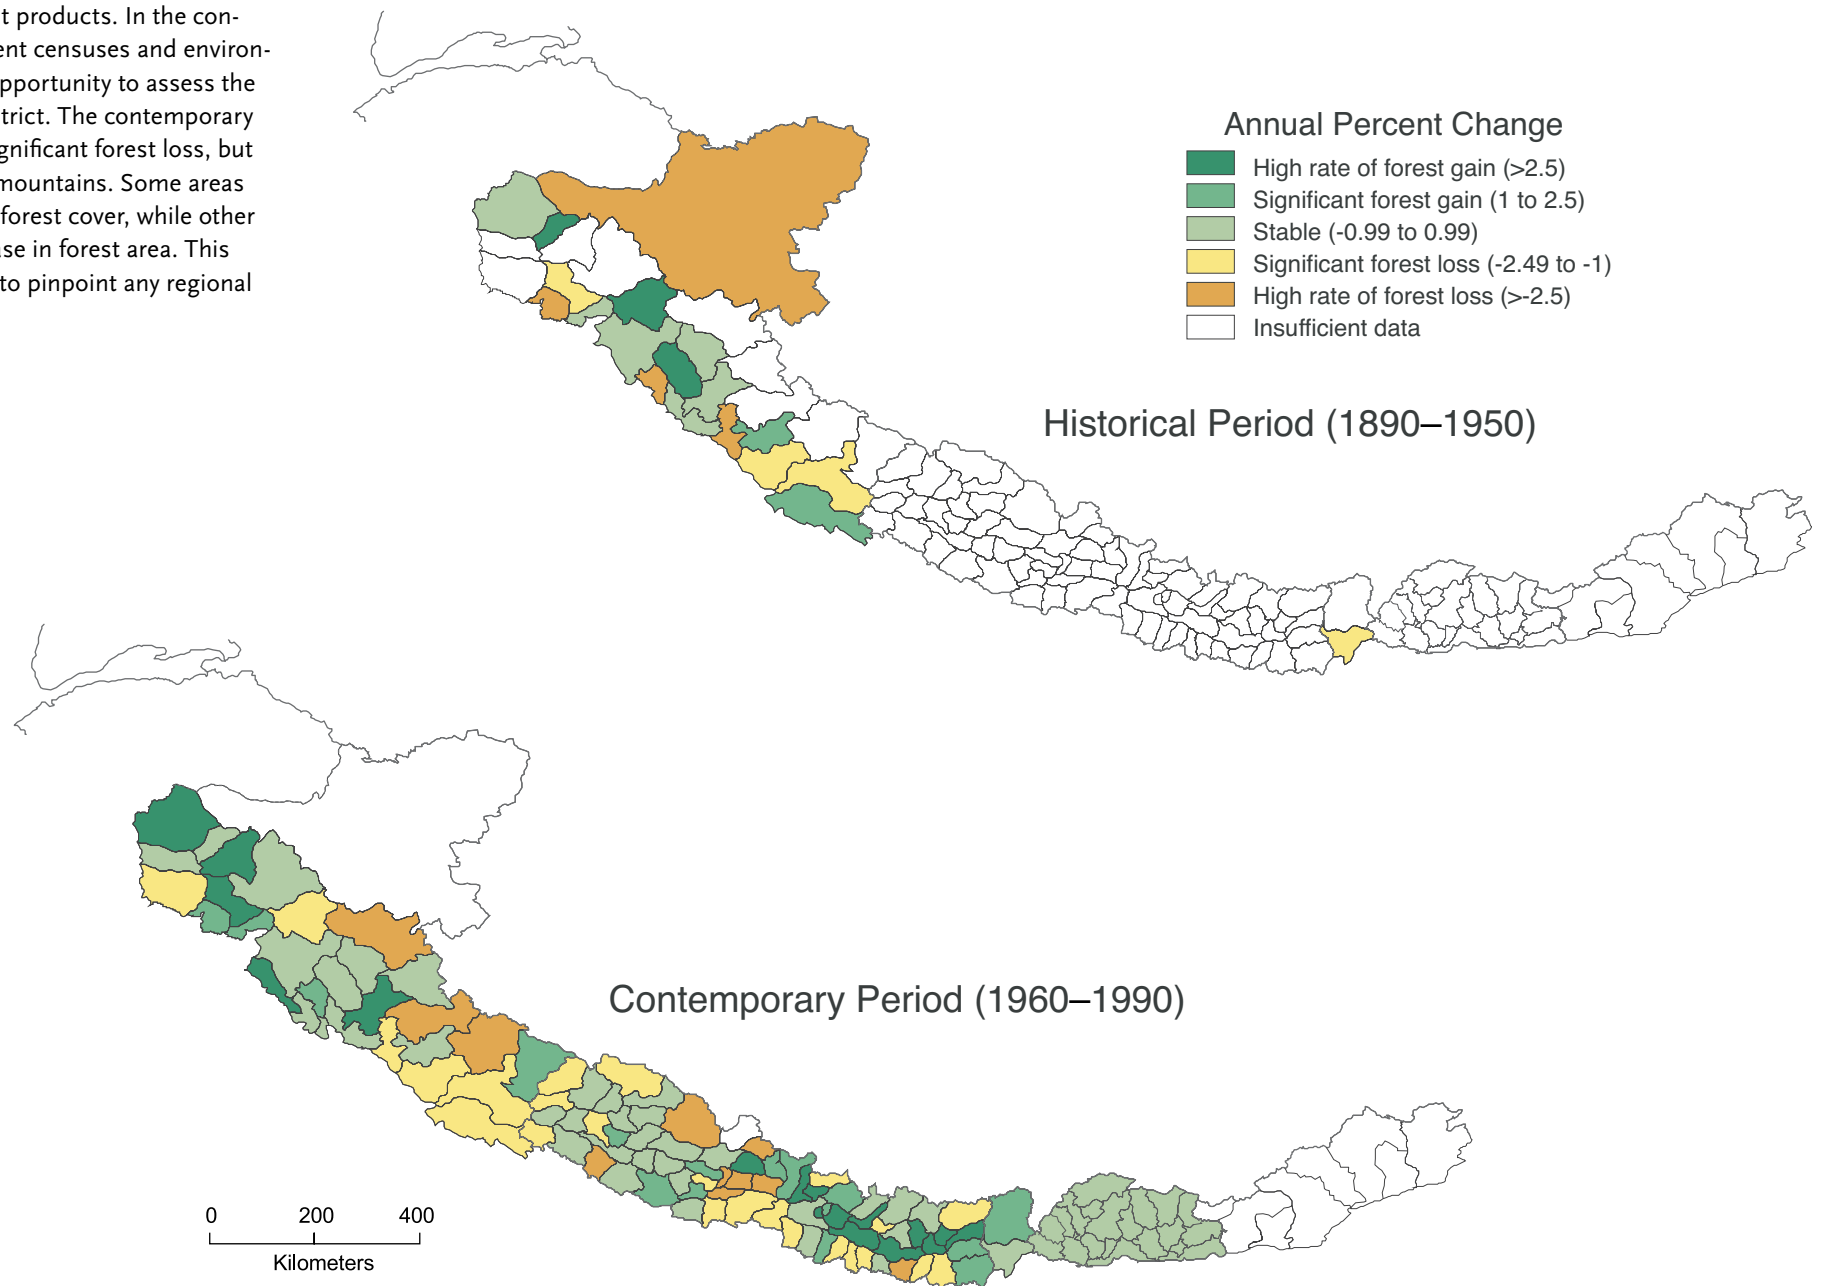 t products. In the con-
ent censuses and environ-
pportunity to assess the
trict. The contemporary
gnificant forest loss, but
mountains. Some areas
forest cover, while other
ase in forest area. This
to pinpoint any regional
Annual Percent Change
High rate of forest gain (>2.5)
Significant forest gain (1 to 2.5)
Stable (-0.99 to 0.99)
Significant forest loss (-2.49 to -1)
High rate of forest loss (>-2.5)
Insufficient data
Historical Period (1890–1950)
Contemporary Period (1960–1990)
0 200 400
Kilometers